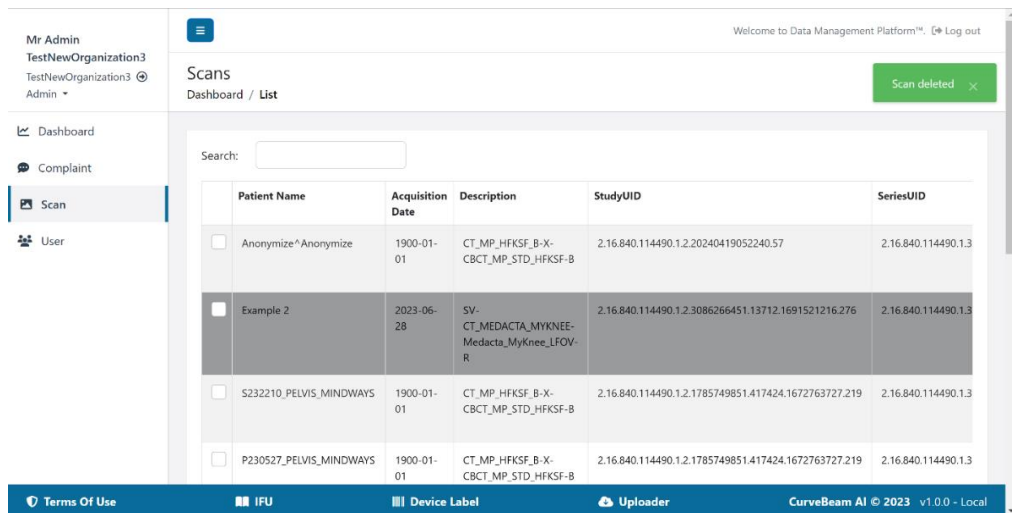 Mr Admin
TestNewOrganization3
TestNewOrganization3
Admin
Dashboard
Complaint
Scan
User
Welcome to Data Management Platform™. Log out
Scans
Dashboard / List
Scan deleted ×
Search:
Patient Name Acquisition Date Description StudyUID SeriesUID
Anonymize^Anonymize 1900-01-01 CT_MP_HFKSF_B-X-CBCT_MP_STD_HFKSF-B 2.16.840.114490.1.2.20240419052240.57 2.16.840.114490.1.3
Example 2 2023-06-28 SV-CT_MEDACTA_MYKNEE-Medacta_MyKnee_LFOV-R 2.16.840.114490.1.2.3086266451.13712.1691521216.276 2.16.840.114490.1.3
S232210_PELVIS_MINDWAYS 1900-01-01 CT_MP_HFKSF_B-X-CBCT_MP_STD_HFKSF-B 2.16.840.114490.1.2.1785749851.417424.1672763727.219 2.16.840.114490.1.3
P230527_PELVIS_MINDWAYS 1900-01-01 CT_MP_HFKSF_B-X-CBCT_MP_STD_HFKSF-B 2.16.840.114490.1.2.1785749851.417424.1672763727.219 2.16.840.114490.1.3
Terms Of Use IFU Device Label Uploader CurveBeam AI © 2023 v1.0.0 - Local